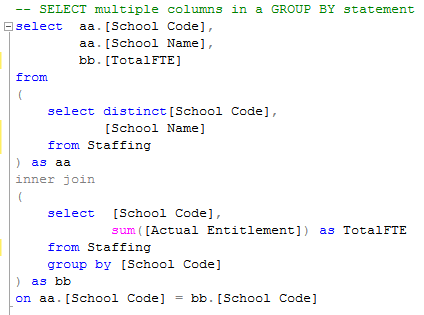 -- SELECT multiple columns in a GROUP BY statement
select  aa.[School Code],
        aa.[School Name],
        bb.[TotalFTE]
from
(
    select distinct[School Code],
           [School Name]
    from Staffing
) as aa
inner join
(
    select  [School Code],
            sum([Actual Entitlement]) as TotalFTE
    from Staffing
    group by [School Code]
) as bb
on aa.[School Code] = bb.[School Code]